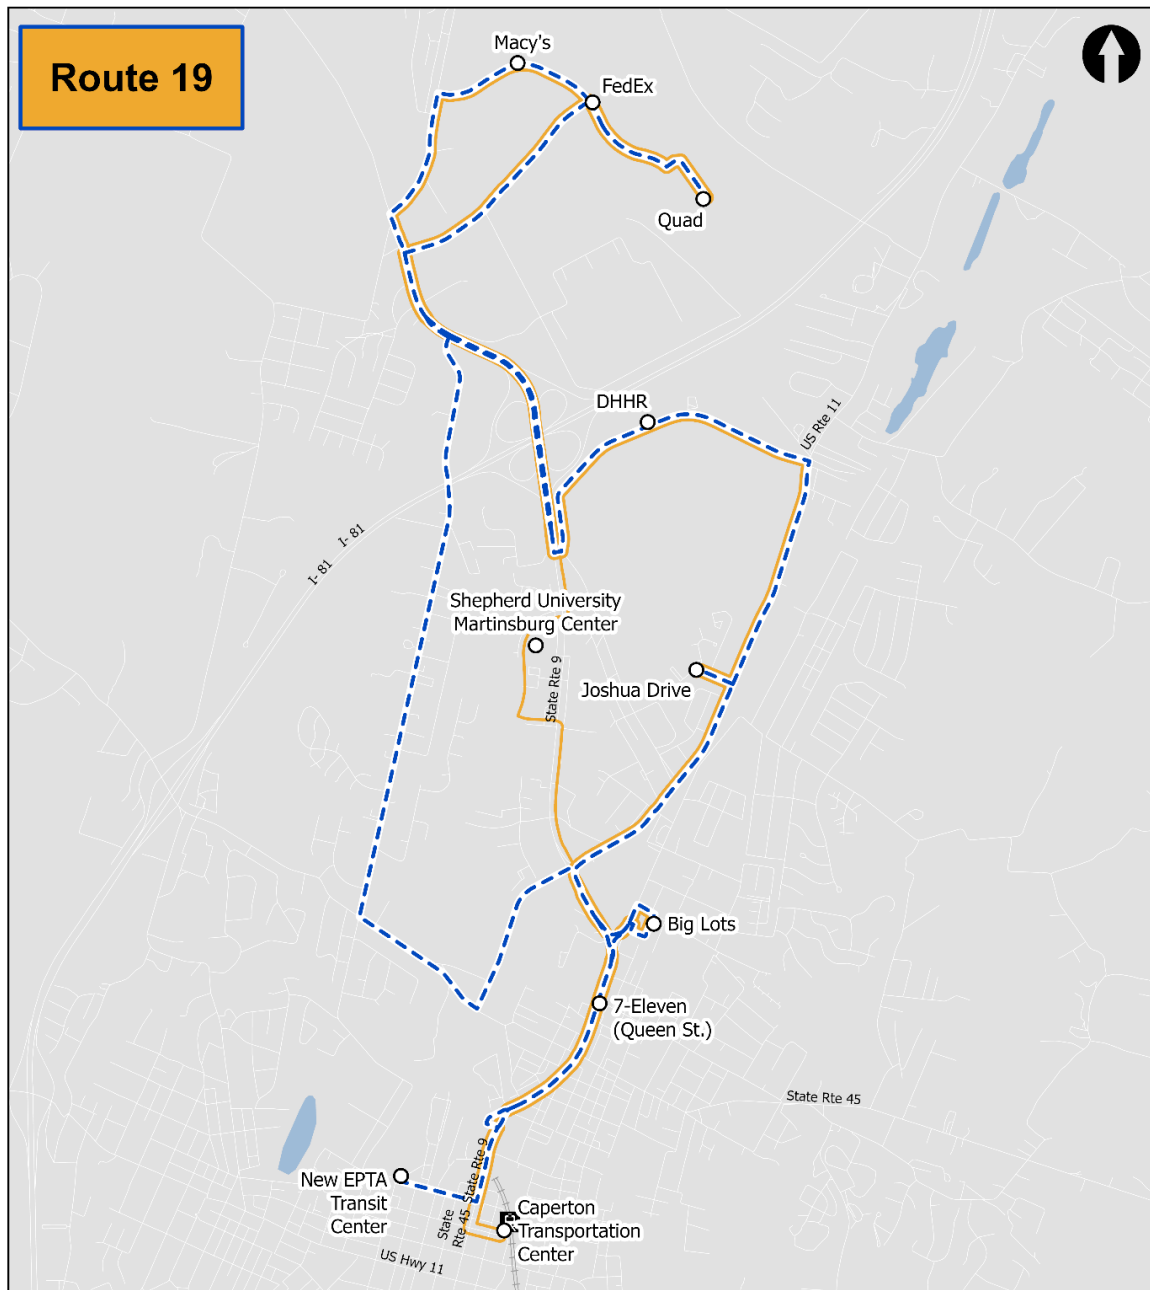 Route 19
Macy's
FedEx
Quad
DHHR
US Rte 11
I- 81
I- 81
Shepherd University
Martinsburg Center
State Rte 9
Joshua Drive
Big Lots
7-Eleven
(Queen St.)
State Rte 45
State Rte 9
New EPTA
Transit
Center
State
Rte 45
Caperton
Transportation
Center
US Hwy 11